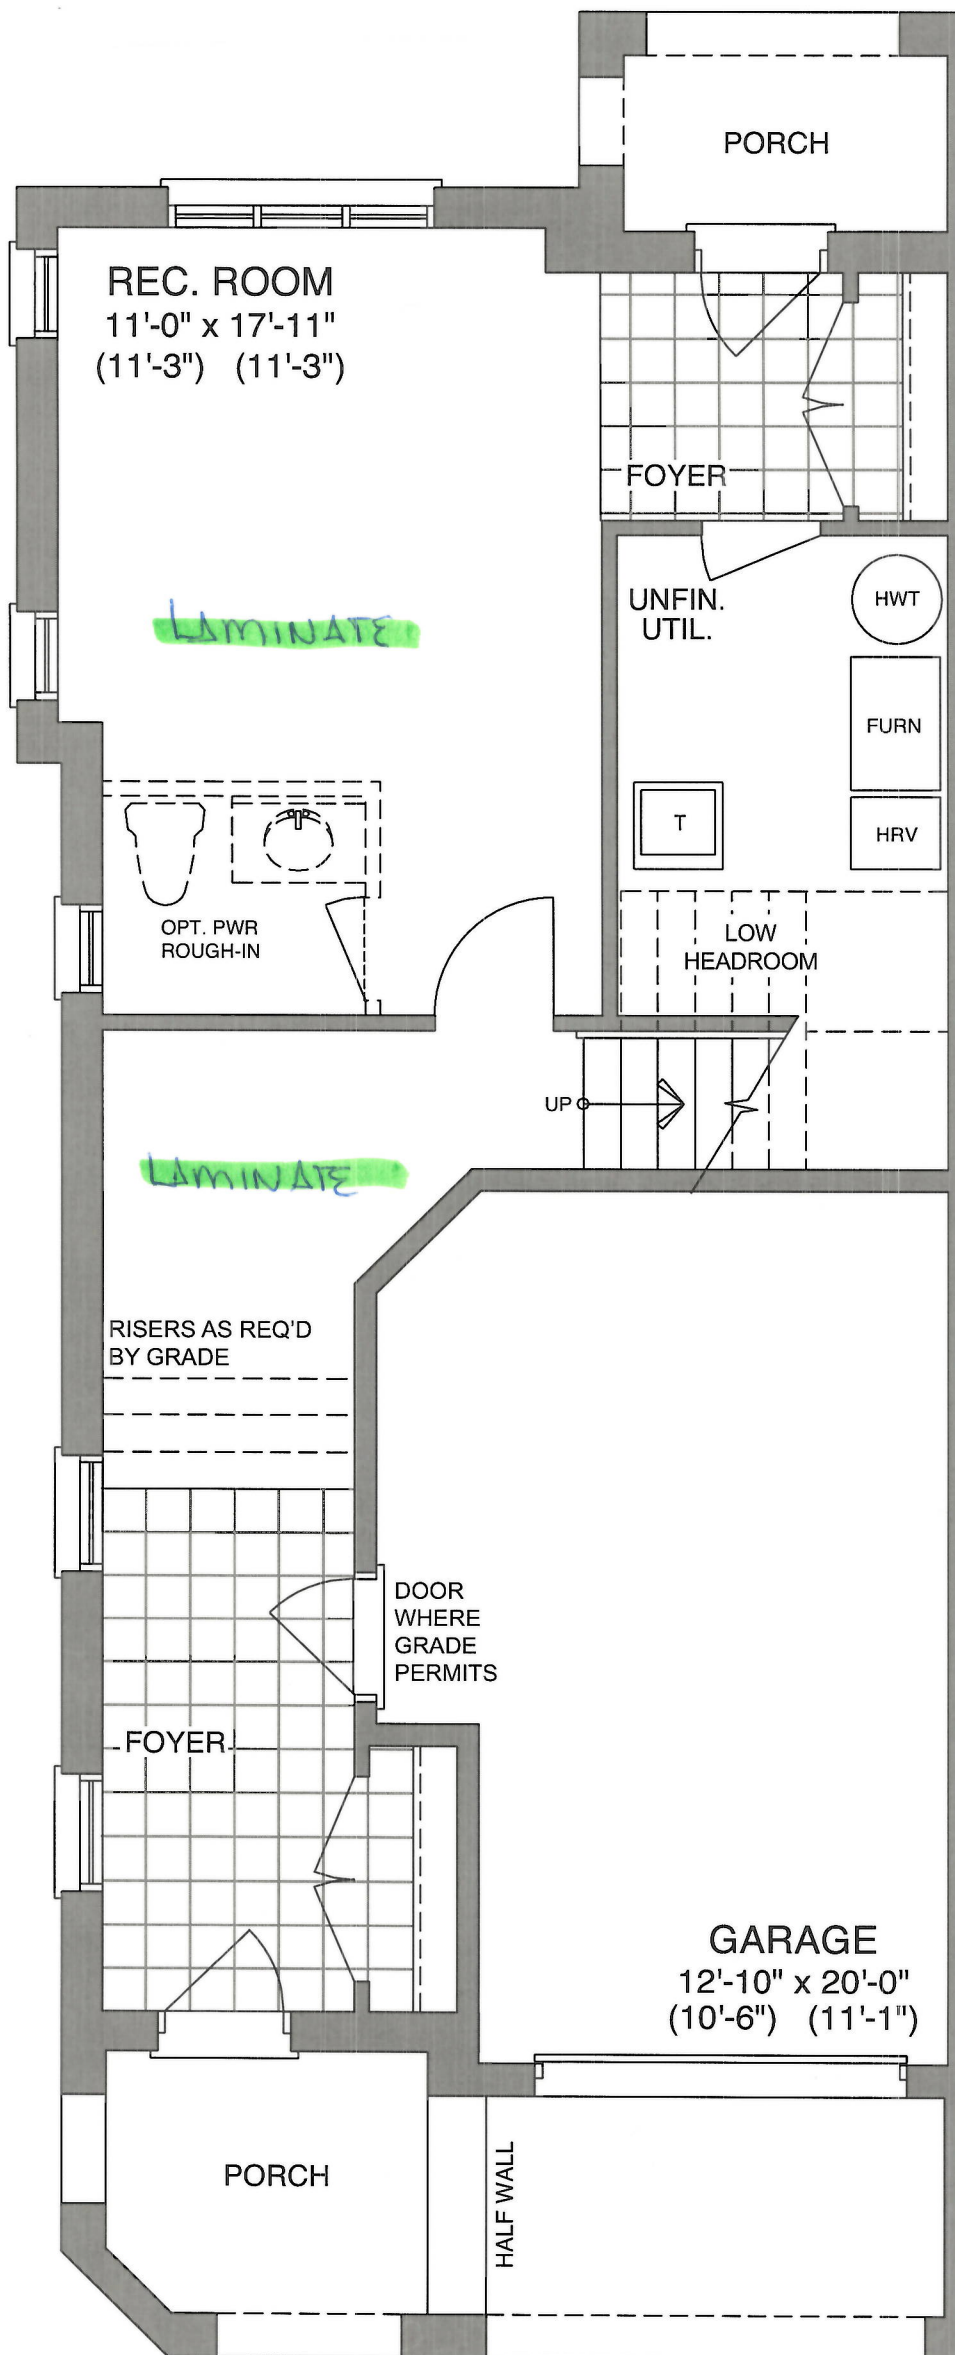 PORCH
REC. ROOM
11'-0" x 17'-11"
(11'-3") (11'-3")
FOYER
UNFIN.
UTIL.
HWT
LAMINATE
FURN
T
HRV
OPT. PWR
ROUGH-IN
LOW
HEADROOM
UP
LAMINATE
RISERS AS REQ'D
BY GRADE
DOOR
WHERE
GRADE
PERMITS
FOYER
GARAGE
12'-10" x 20'-0"
(10'-6") (11'-1")
PORCH
HALF WALL